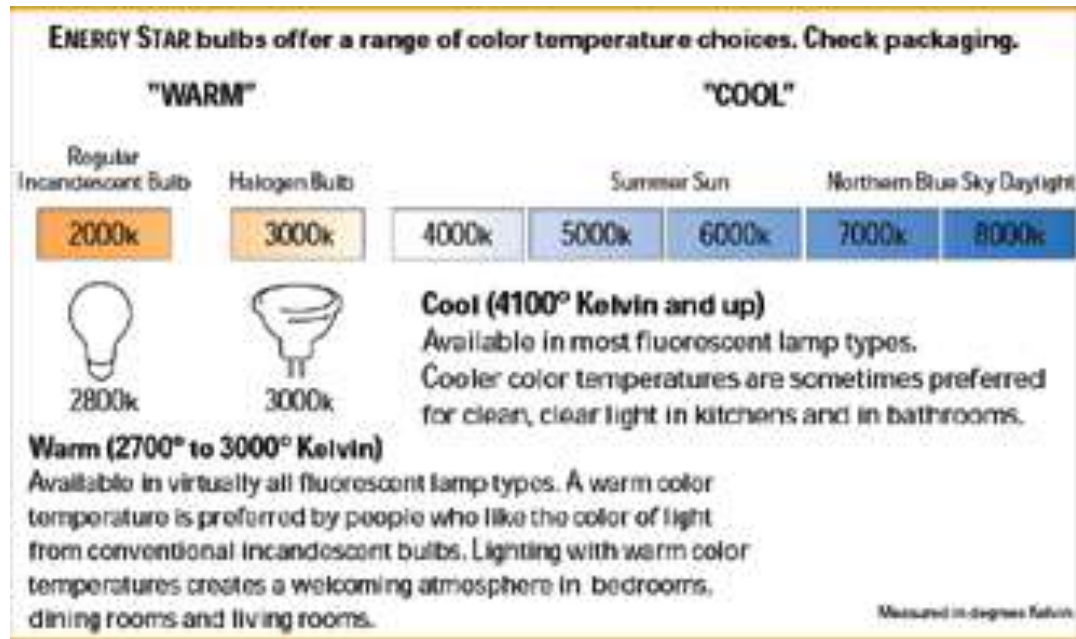 ENERGY STAR bulbs offer a range of color temperature choices. Check packaging.
"WARM" "COOL"
Regular
Incandescent Bulb Halogen Bulb Summer Sun Northern Blue Sky Daylight
2000k 3000k 4000k 5000k 6000k 7000k 8000k
Cool (4100° Kelvin and up)
Available in most fluorescent lamp types.
Cooler color temperatures are sometimes preferred
for clean, clear light in kitchens and in bathrooms.
2800k 3000k
Warm (2700° to 3000° Kelvin)
Available in virtually all fluorescent lamp types. A warm color
temperature is preferred by people who like the color of light
from conventional incandescent bulbs. Lighting with warm color
temperatures creates a welcoming atmosphere in bedrooms,
dining rooms and living rooms.
Measured in degrees Kelvin